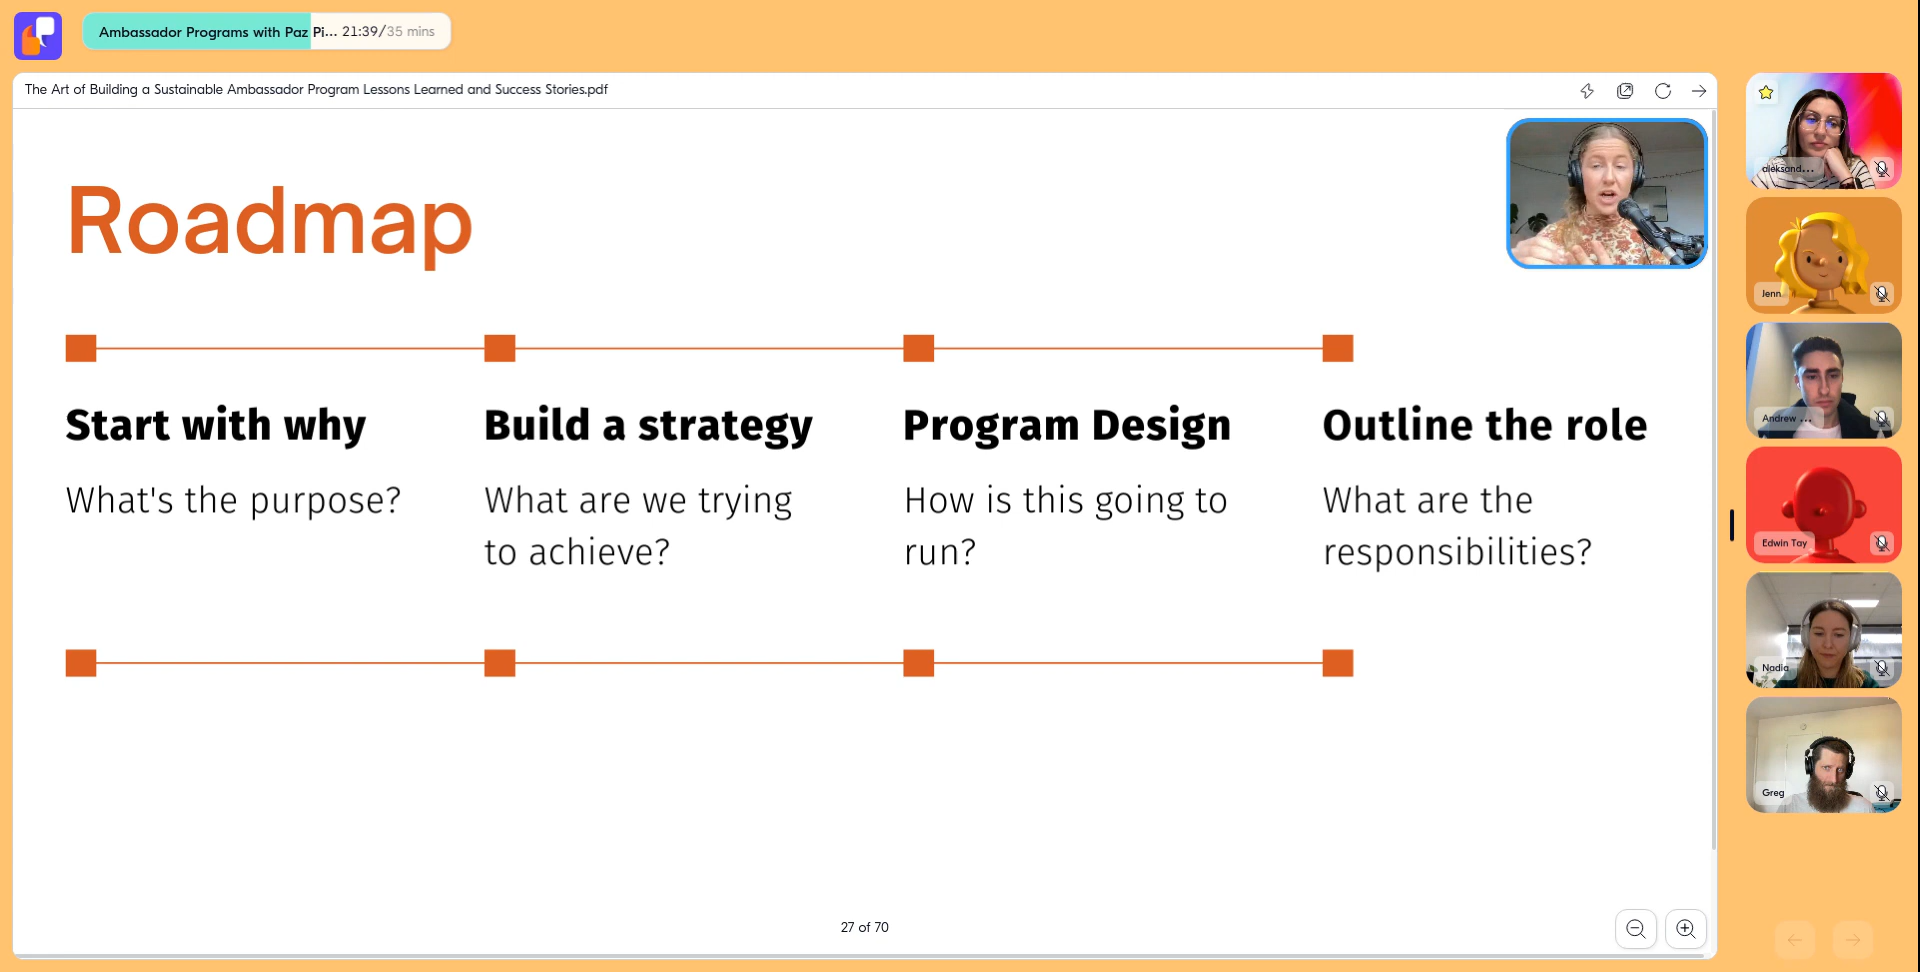 Ambassador Programs with Paz Pi... 21:39/35 mins
The Art of Building a Sustainable Ambassador Program Lessons Learned and Success Stories.pdf
Roadmap
Start with why
What's the purpose?
Build a strategy
What are we trying
to achieve?
Program Design
How is this going to
run?
Outline the role
What are the
responsibilities?
27 of 70
aleksand...
Jenn
Andrew ...
Edwin Tay
Nadia
Greg